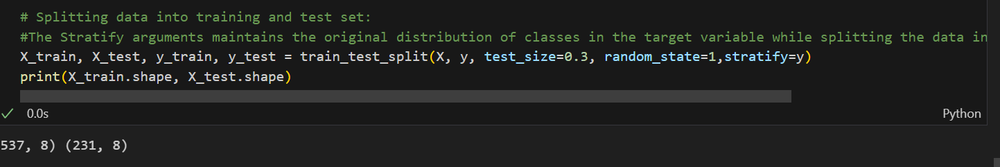 # Splitting data into training and test set:
#The Stratify arguments maintains the original distribution of classes in the target variable while splitting the data in
X_train, X_test, y_train, y_test = train_test_split(X, y, test_size=0.3, random_state=1,stratify=y)
print(X_train.shape, X_test.shape)
0.0s Python
537, 8) (231, 8)